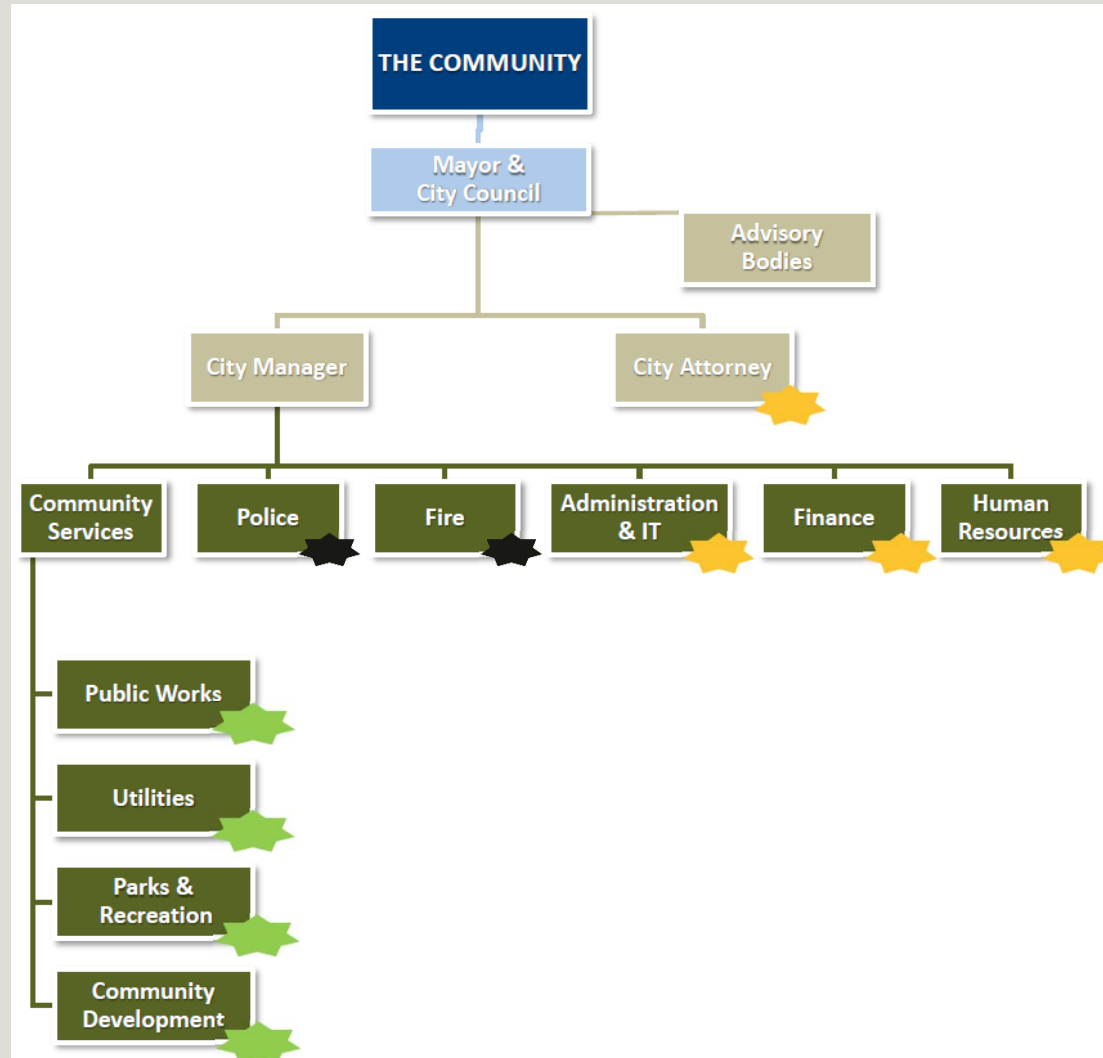 THE COMMUNITY
Mayor &
City Council
Advisory
Bodies
City Manager
City Attorney
Community
Services
Police
Fire
Administration
& IT
Finance
Human
Resources
Public Works
Utilities
Parks &
Recreation
Community
Development